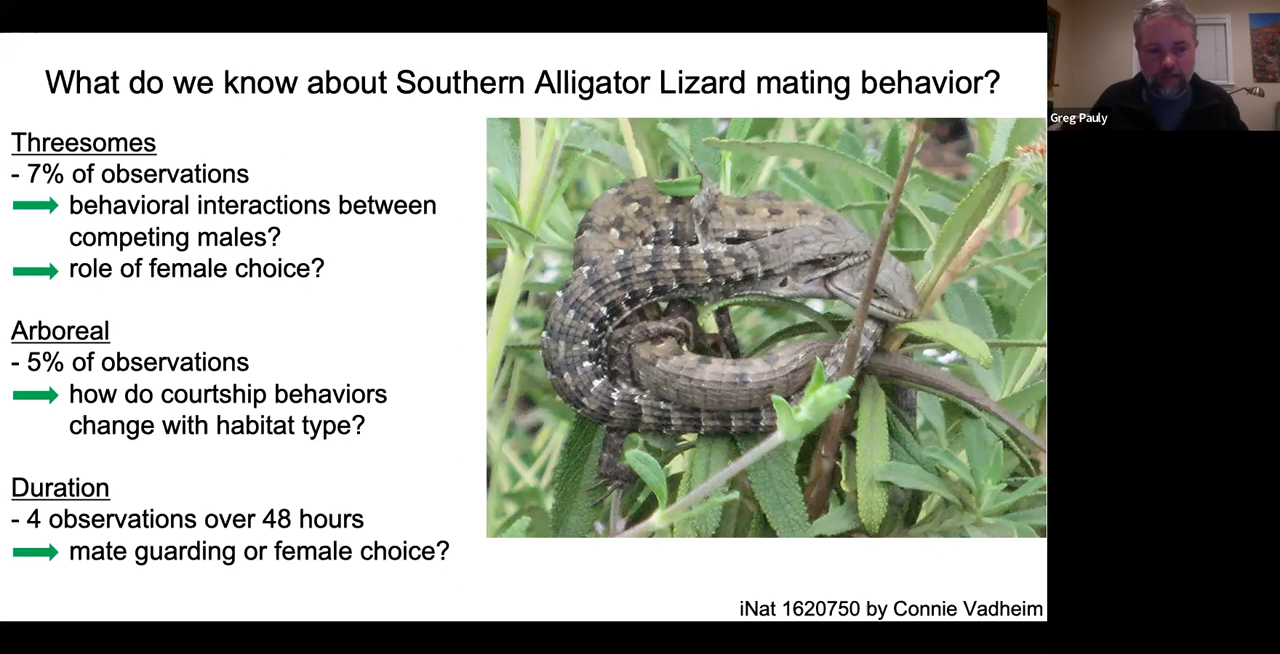 What do we know about Southern Alligator Lizard mating behavior?
Greg Pauly
Threesomes
- 7% of observations
behavioral interactions between
competing males?
role of female choice?
Arboreal
- 5% of observations
how do courtship behaviors
change with habitat type?
Duration
- 4 observations over 48 hours
mate guarding or female choice?
iNat 1620750 by Connie Vadheim